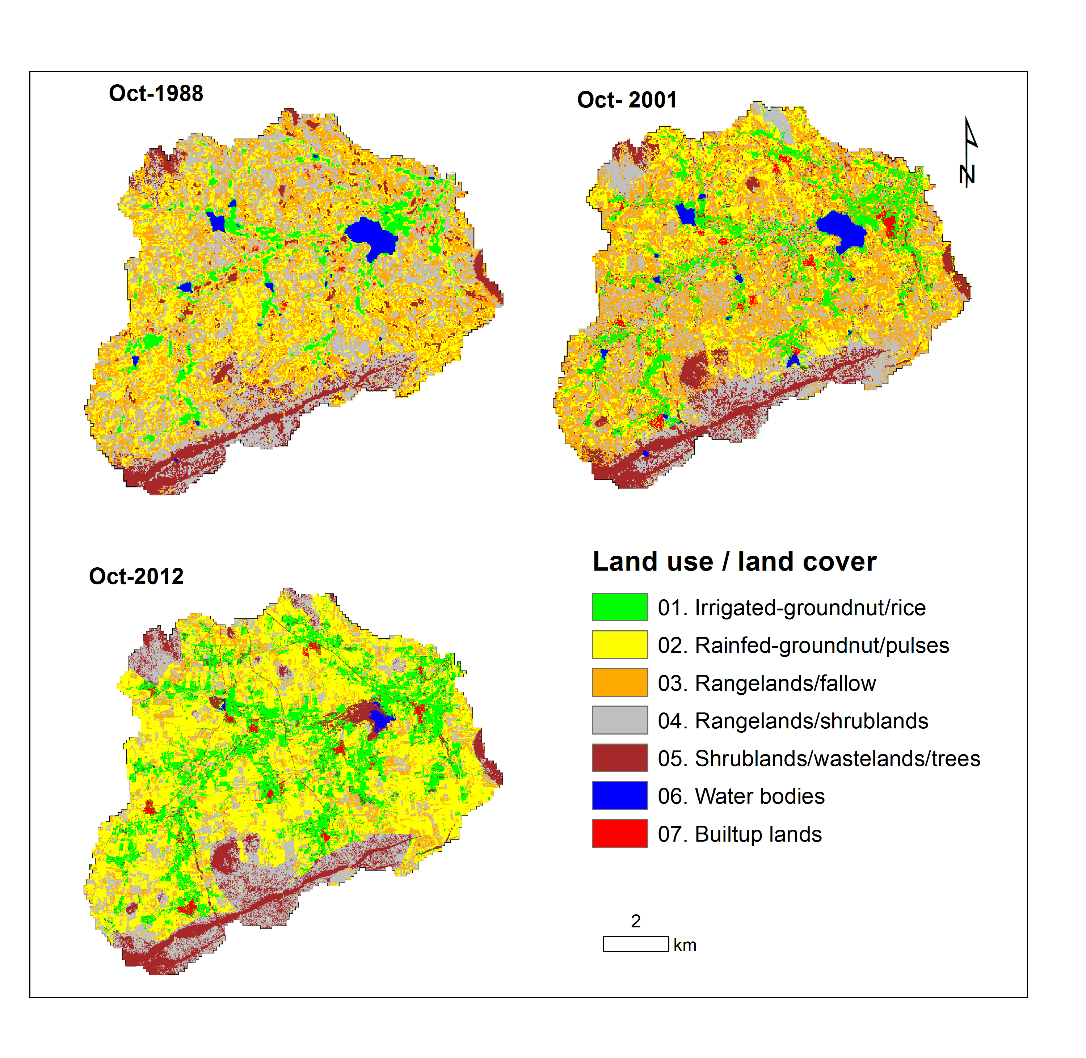 Oct-1988
Oct- 2001
N
Oct-2012
Land use / land cover
01. Irrigated-groundnut/rice
02. Rainfed-groundnut/pulses
03. Rangelands/fallow
04. Rangelands/shrublands
05. Shrublands/wastelands/trees
06. Water bodies
07. Builtup lands
2
km